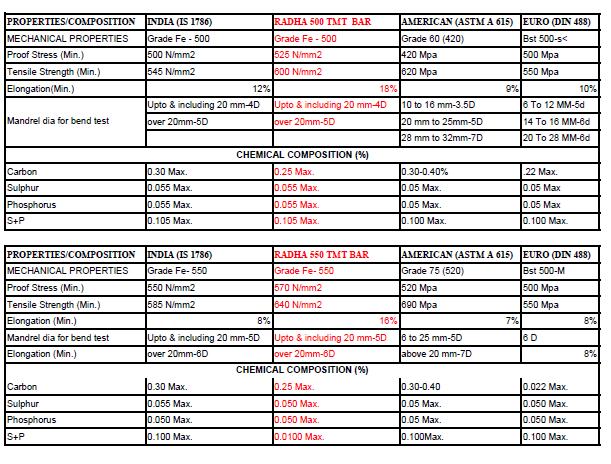 PROPERTIES/COMPOSITION INDIA (IS 1786) RADHA 500 TMT BAR AMERICAN (ASTM A 615) EURO (DIN 488)
MECHANICAL PROPERTIES Grade Fe - 500 Grade Fe - 500 Grade 60 (420) Bst 500-s<
Proof Stress (Min.) 500 N/mm2 525 N/mm2 420 Mpa 500 Mpa
Tensile Strength (Min.) 545 N/mm2 600 N/mm2 620 Mpa 550 Mpa
Elongation(Min.) 12% 18% 9% 10%
Mandrel dia for bend test Upto & including 20 mm-4D Upto & including 20 mm-4D 10 to 16 mm-3.5D 6 To 12 MM-5d
over 20mm-5D over 20mm-5D 20 mm to 25mm-5D 14 To 16 MM-6d
28 mm to 32mm-7D 20 To 28 MM-6d
CHEMICAL COMPOSITION (%)
Carbon 0.30 Max. 0.25 Max. 0.30-0.40% .22 Max.
Sulphur 0.055 Max. 0.055 Max. 0.05 Max. 0.05 Max
Phosphorus 0.055 Max. 0.055 Max. 0.05 Max. 0.05 Max
S+P 0.105 Max. 0.105 Max. 0.100 Max. 0.100 Max.
PROPERTIES/COMPOSITION INDIA (IS 1786) RADHA 550 TMT BAR AMERICAN (ASTM A 615) EURO (DIN 488)
MECHANICAL PROPERTIES Grade Fe- 550 Grade Fe- 550 Grade 75 (520) Bst 500-M
Proof Stress (Min.) 550 N/mm2 570 N/mm2 520 Mpa 500 Mpa
Tensile Strength (Min.) 585 N/mm2 640 N/mm2 690 Mpa 550 Mpa
Elongation (Min.) 8% 16% 7% 8%
Mandrel dia for bend test Upto & including 20 mm-5D Upto & including 20 mm-5D 6 to 25 mm-5D 6 D
Elongation (Min.) over 20mm-6D over 20mm-6D above 20 mm-7D 8%
CHEMICAL COMPOSITION (%)
Carbon 0.30 Max. 0.25 Max. 0.30-0.40 0.022 Max.
Sulphur 0.055 Max. 0.050 Max. 0.05 Max. 0.050 Max.
Phosphorus 0.050 Max. 0.050 Max. 0.05 Max. 0.050 Max.
S+P 0.100 Max. 0.0100 Max. 0.100Max. 0.100 Max.